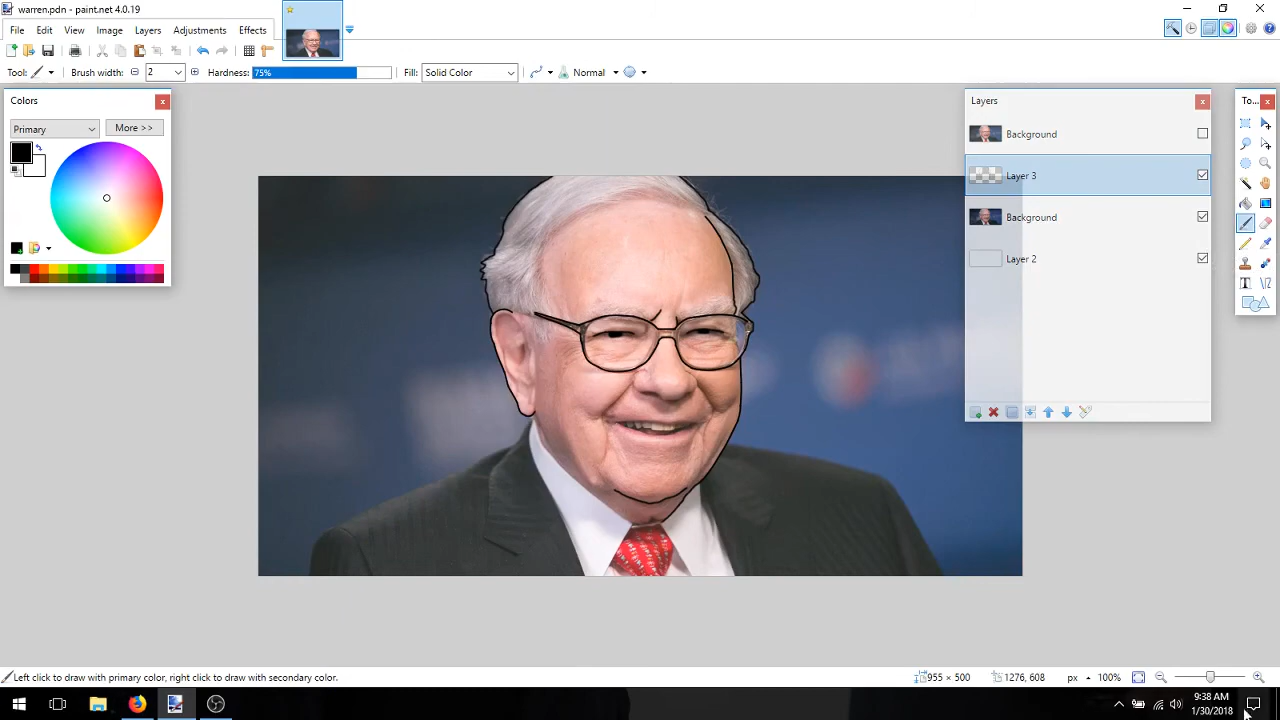 warren.pdn - paint.net 4.0.19
File Edit View Image Layers Adjustments Effects
Tool: Brush width: 2 Hardness: 75% Fill: Solid Color Normal
Colors
Primary More >>
Layers
Background
Layer 3
Background
Layer 2
To...
Left click to draw with primary color, right click to draw with secondary color.
955 × 500 1276, 608 px 100%
9:38 AM
1/30/2018